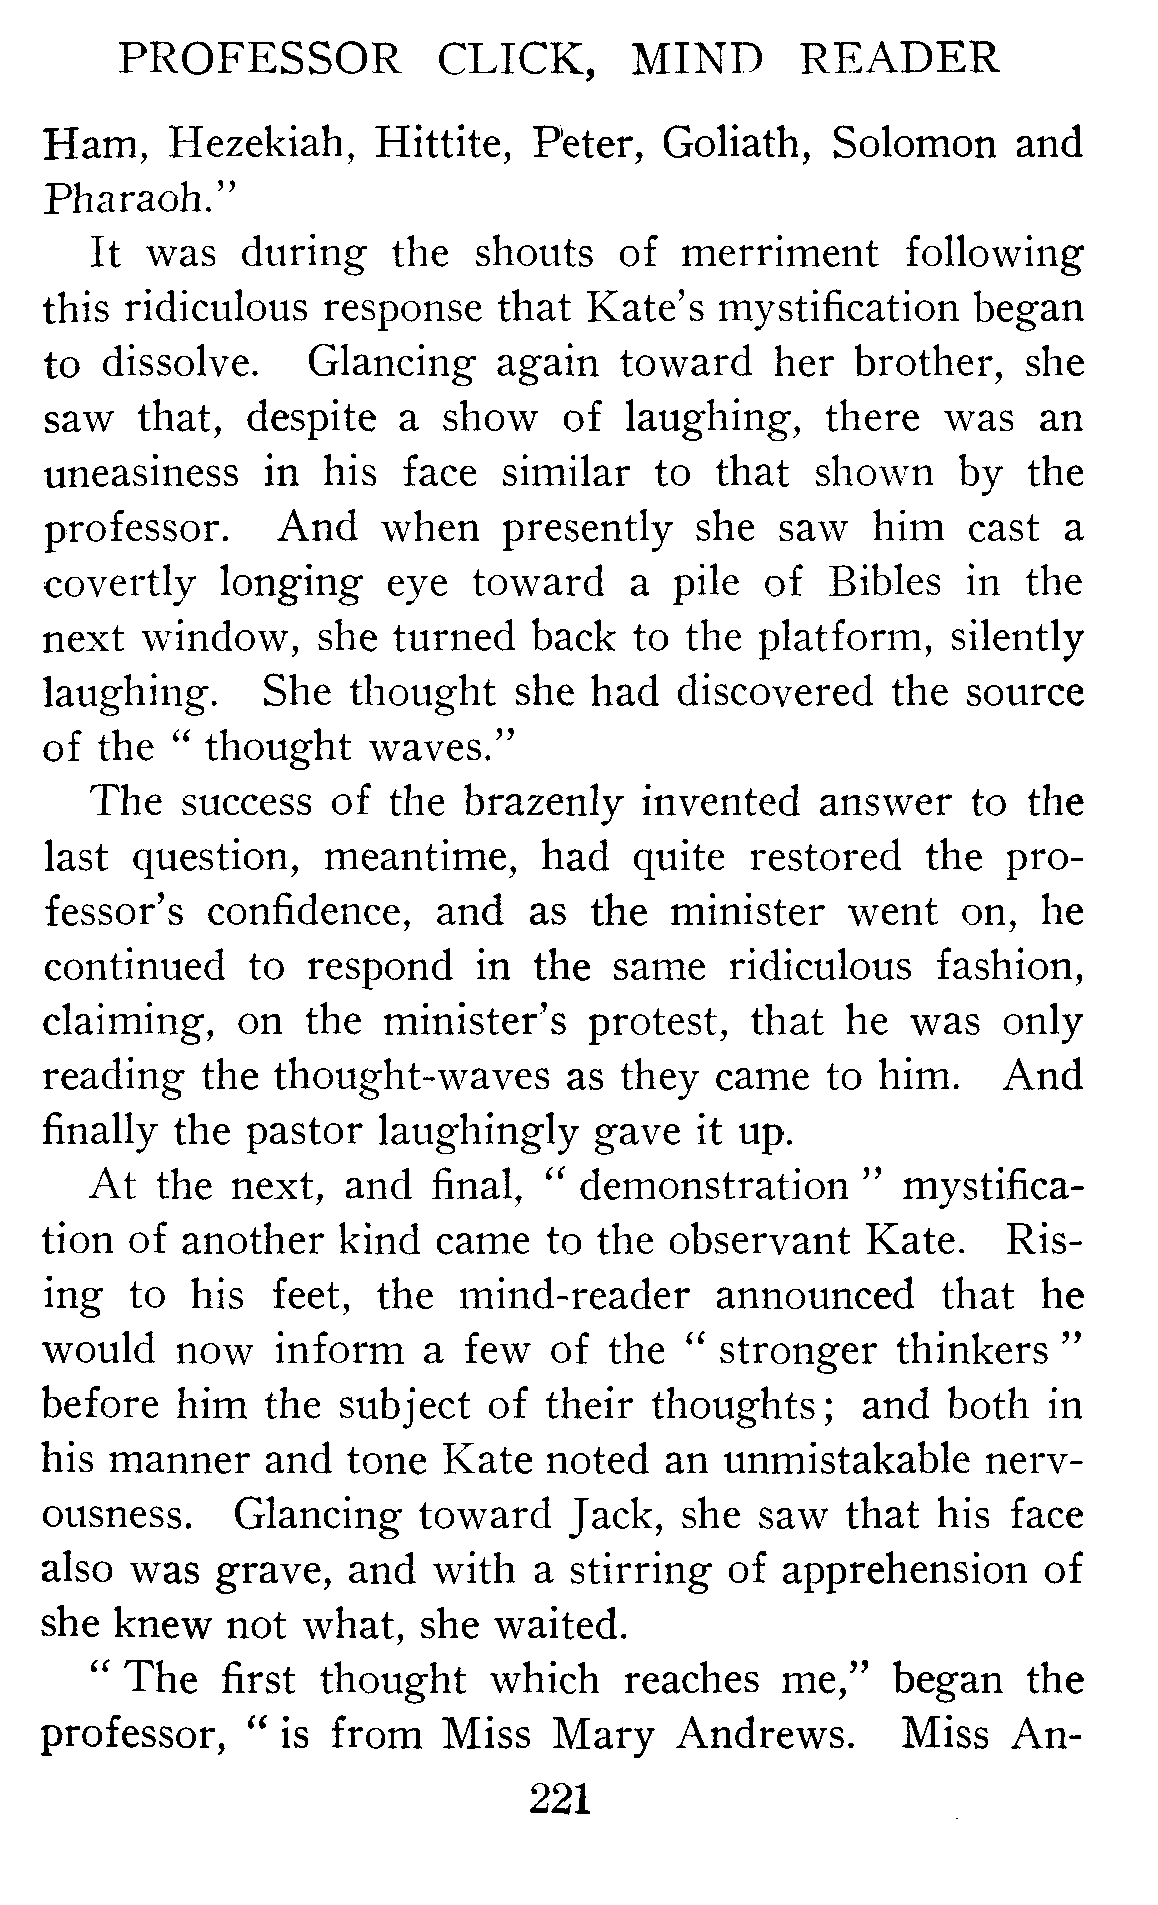 PROFESSOR CLICK, MIND READER
Ham, Hezekiah, Hittite, Peter, Goliath, Solomon and
Pharaoh.”
It was during the shouts of merriment following
this ridiculous response that Kate’s mystification began
to dissolve. Glancing again toward her brother, she
saw that, despite a show of laughing, there was an
uneasiness in his face similar to that shown by the
professor. And when presently she saw him cast a
covertly longing eye toward a pile of Bibles in the
next window, she turned back to the platform, silently
laughing. She thought she had discovered the source
of the “ thought waves.”
The success of the brazenly invented answer to the
last question, meantime, had quite restored the pro-
fessor’s confidence, and as the minister went on, he
continued to respond in the same ridiculous fashion,
claiming, on the minister’s protest, that he was only
reading the thought-waves as they came to him. And
finally the pastor laughingly gave it up.
At the next, and final, “ demonstration ” mystifica-
tion of another kind came to the observant Kate. Ris-
ing to his feet, the mind-reader announced that he
would now inform a few of the “ stronger thinkers ”
before him the subject of their thoughts; and both in
his manner and tone Kate noted an unmistakable nerv-
ousness. Glancing toward Jack, she saw that his face
also was grave, and with a stirring of apprehension of
she knew not what, she waited.
“ The first thought which reaches me,” began the
professor, “ is from Miss Mary Andrews. Miss An-
221